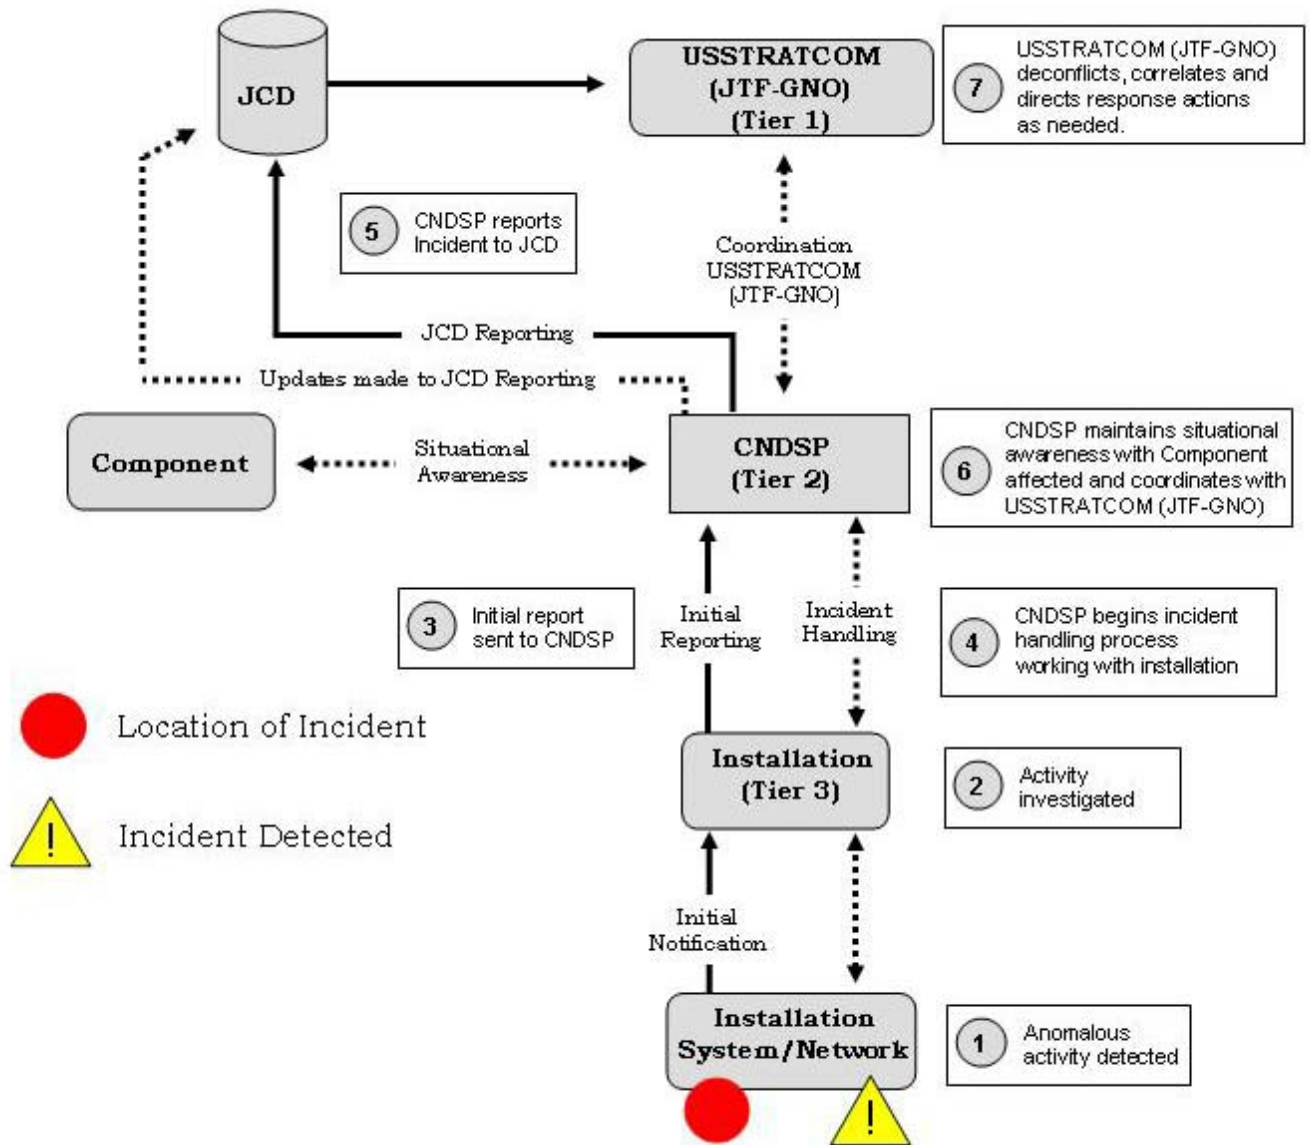 JCD
USSTRATCOM
(JTF-GNO)
(Tier 1)
7
USSTRATCOM (JTF-GNO)
deconflicts, correlates and
directs response actions
as needed.
5
CNDSP reports
Incident to JCD
Coordination
USSTRATCOM
(JTF-GNO)
JCD Reporting
Updates made to JCD Reporting
Component
Situational
Awareness
CNDSP
(Tier 2)
6
CNDSP maintains situational
awareness with Component
affected and coordinates with
USSTRATCOM (JTF-GNO)
3
Initial report
sent to CNDSP
Initial
Reporting
Incident
Handling
4
CNDSP begins incident
handling process
working with installation
Location of Incident
Installation
(Tier 3)
2
Activity
investigated
!
Incident Detected
Initial
Notification
Installation
System/Network
1
Anomalous
activity detected
!